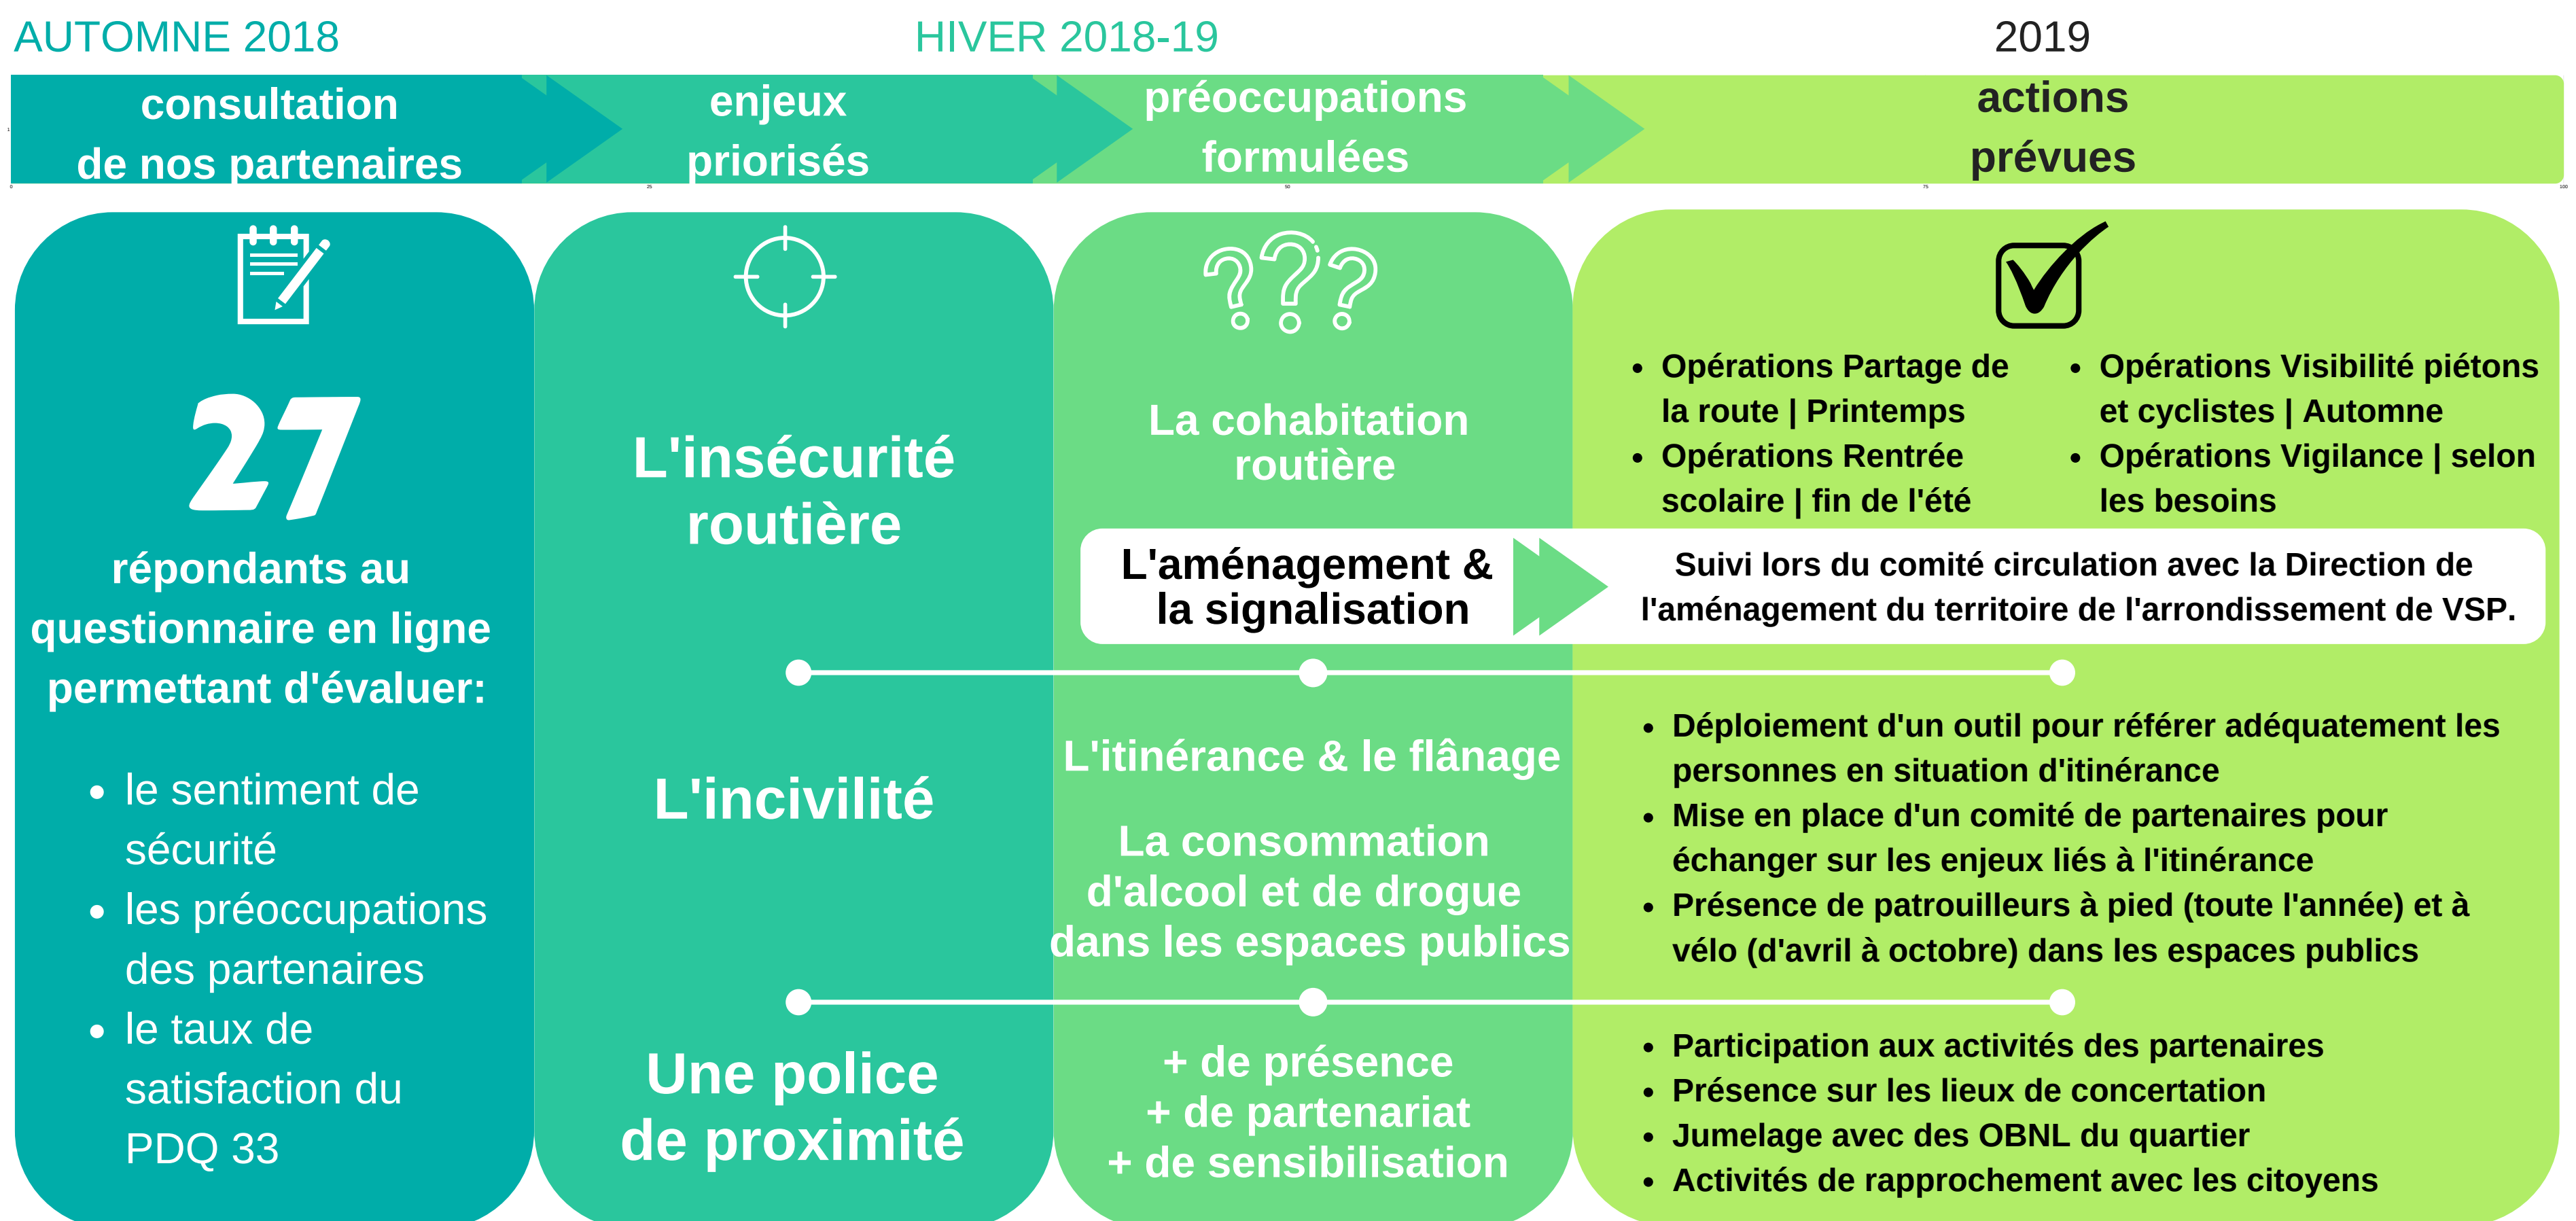 AUTOMNE 2018
HIVER 2018-19
2019
consultation
de nos partenaires
enjeux
priorisés
préoccupations
formulées
actions
prévues
1
0
25
50
75
100
27
répondants au
questionnaire en ligne
permettant d'évaluer:
• le sentiment de
sécurité
• les préoccupations
des partenaires
• le taux de
satisfaction du
PDQ 33
L'insécurité
routière
La cohabitation
routière
• Opérations Partage de
la route | Printemps
• Opérations Rentrée
scolaire | fin de l'été
• Opérations Visibilité piétons
et cyclistes | Automne
• Opérations Vigilance | selon
les besoins
L'aménagement &
la signalisation
Suivi lors du comité circulation avec la Direction de
l'aménagement du territoire de l'arrondissement de VSP.
L'incivilité
L'itinérance & le flânage
La consommation
d'alcool et de drogue
dans les espaces publics
• Déploiement d'un outil pour référer adéquatement les
personnes en situation d'itinérance
• Mise en place d'un comité de partenaires pour
échanger sur les enjeux liés à l'itinérance
• Présence de patrouilleurs à pied (toute l'année) et à
vélo (d'avril à octobre) dans les espaces publics
Une police
de proximité
+ de présence
+ de partenariat
+ de sensibilisation
• Participation aux activités des partenaires
• Présence sur les lieux de concertation
• Jumelage avec des OBNL du quartier
• Activités de rapprochement avec les citoyens